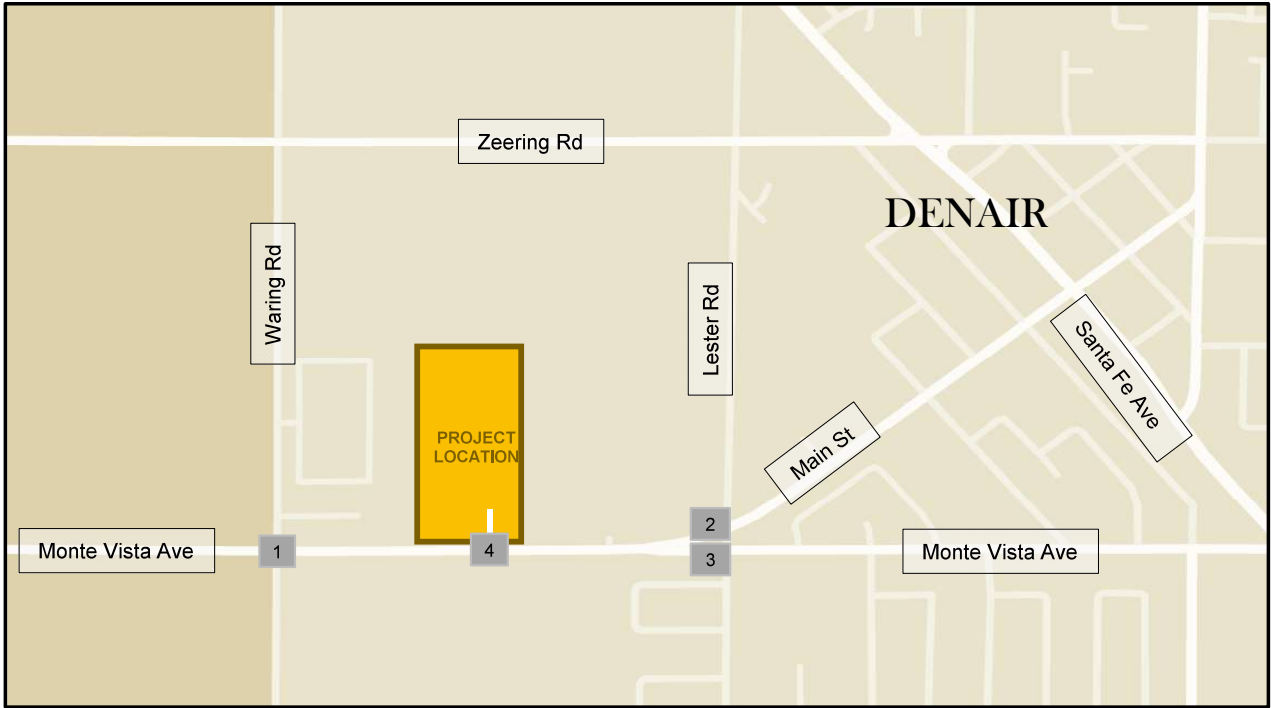 Zeering Rd
DENAIR
Waring Rd
Lester Rd
Santa Fe Ave
PROJECT
LOCATION
Main St
2
Monte Vista Ave
1
4
3
Monte Vista Ave